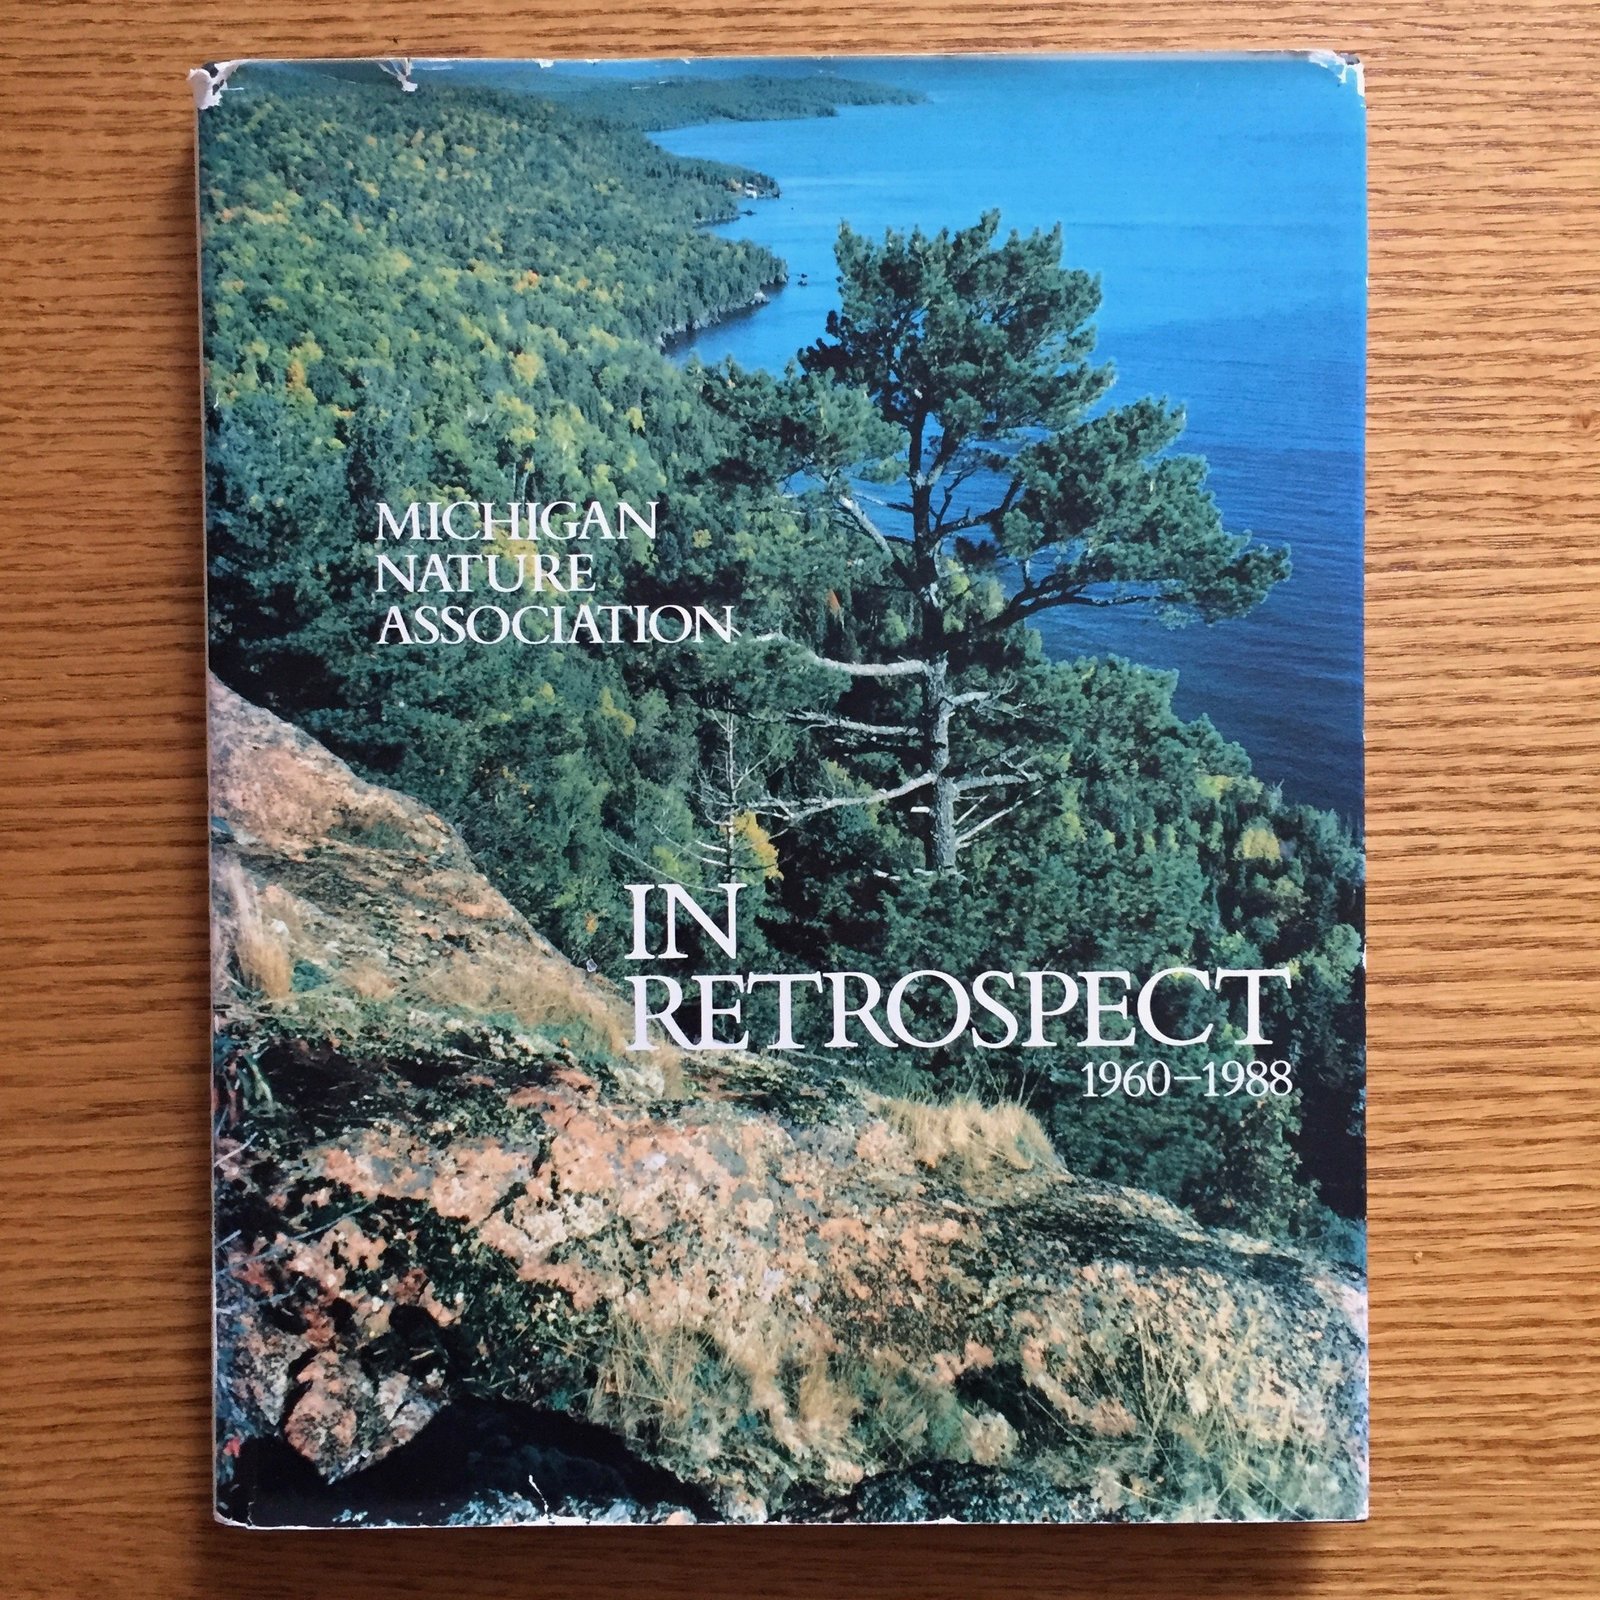 MICHIGAN
NATURE
ASSOCIATION
IN
RETROSPECT
1960–1988